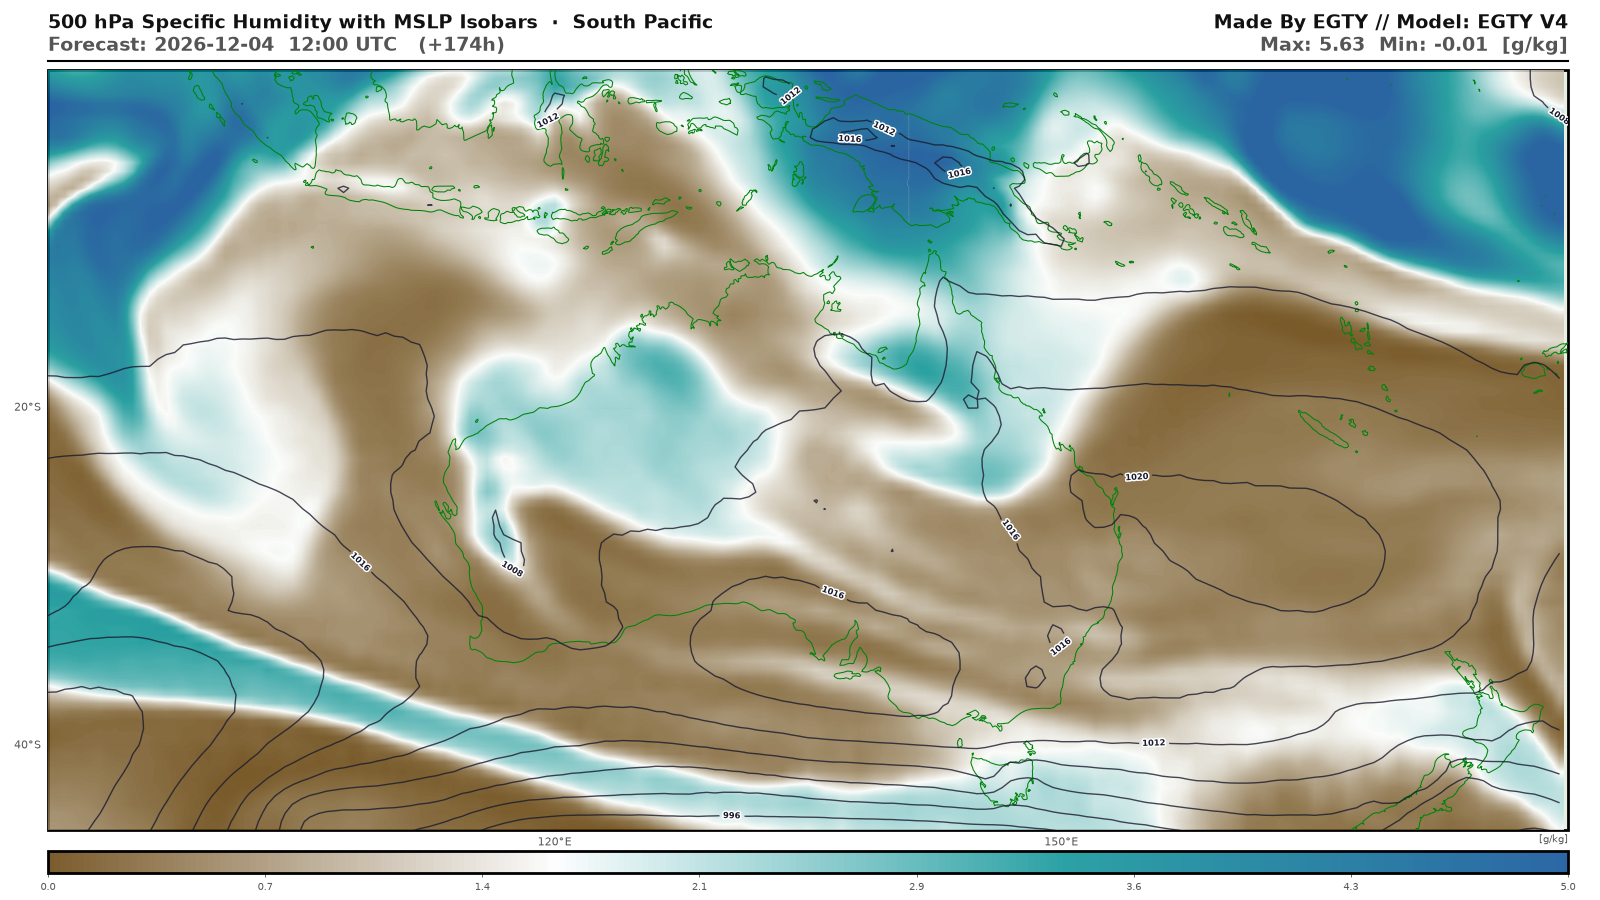 500 hPa Specific Humidity with MSLP Isobars · South Pacific
Made By EGTY // Model: EGTY V4
Forecast: 2026-12-04 12:00 UTC (+174h)
Max: 5.63 Min: -0.01 [g/kg]
1012
1012
1008
1012
1016
1016
20°S
1020
1016
1016
1008
1016
1016
40°S
1012
996
120°E
150°E
[g/kg]
0.0 0.7 1.4 2.1 2.9 3.6 4.3 5.0